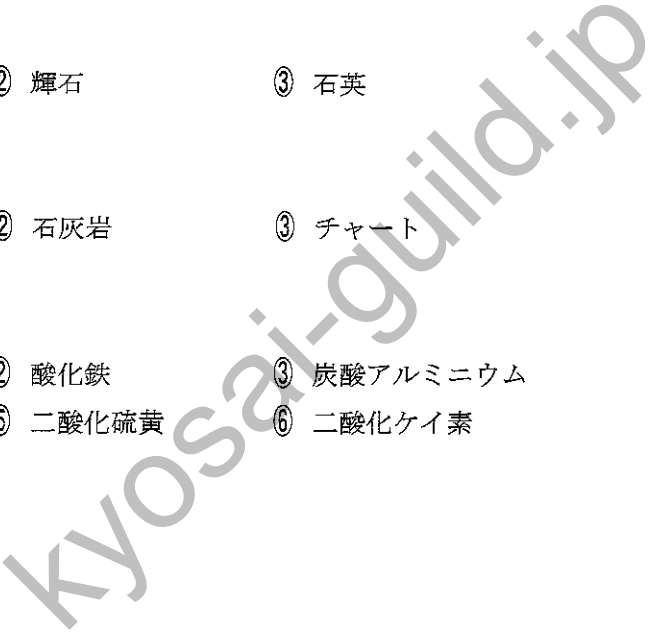 ② 輝石 ③ 石英
② 石灰岩 ③ チャート
② 酸化鉄 ③ 炭酸アルミニウム
⑤ 二酸化硫黄 ⑥ 二酸化ケイ素
kyosai-guild.jp